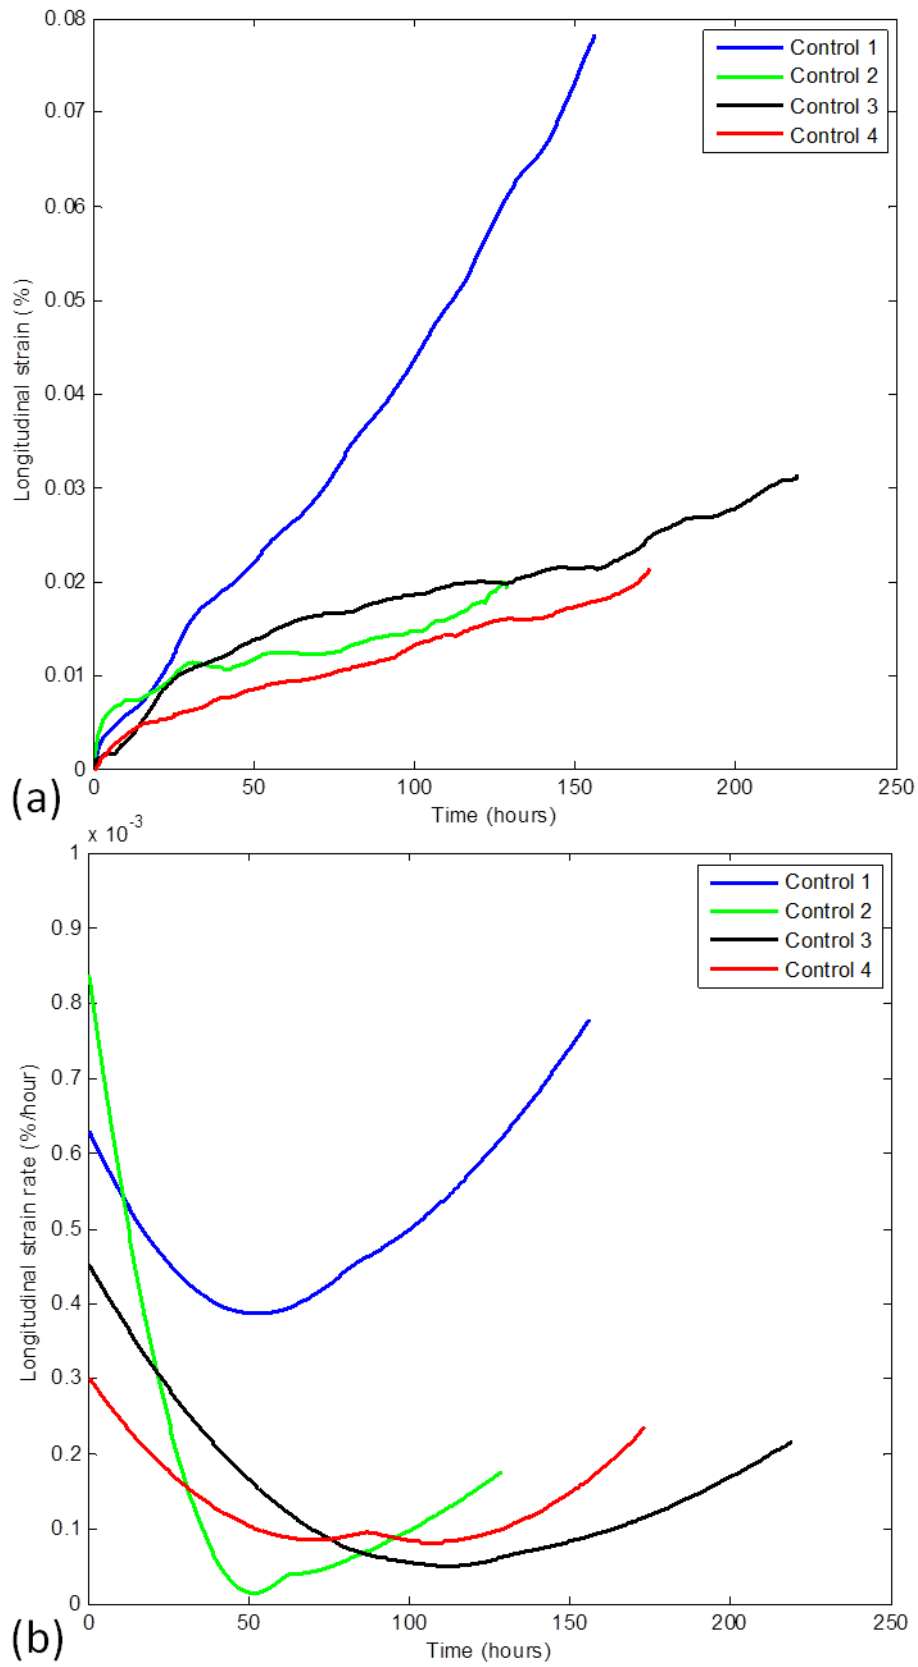 0.08
0.07
0.06
0.05
0.04
0.03
0.02
0.01
0
Longitudinal strain (%)
Control 1
Control 2
Control 3
Control 4
0 50 100 150 200 250
Time (hours)
(a)
x 10-3
1
0.9
0.8
0.7
0.6
0.5
0.4
0.3
0.2
0.1
0
Longitudinal strain rate (%/hour)
Control 1
Control 2
Control 3
Control 4
0 50 100 150 200 250
Time (hours)
(b)